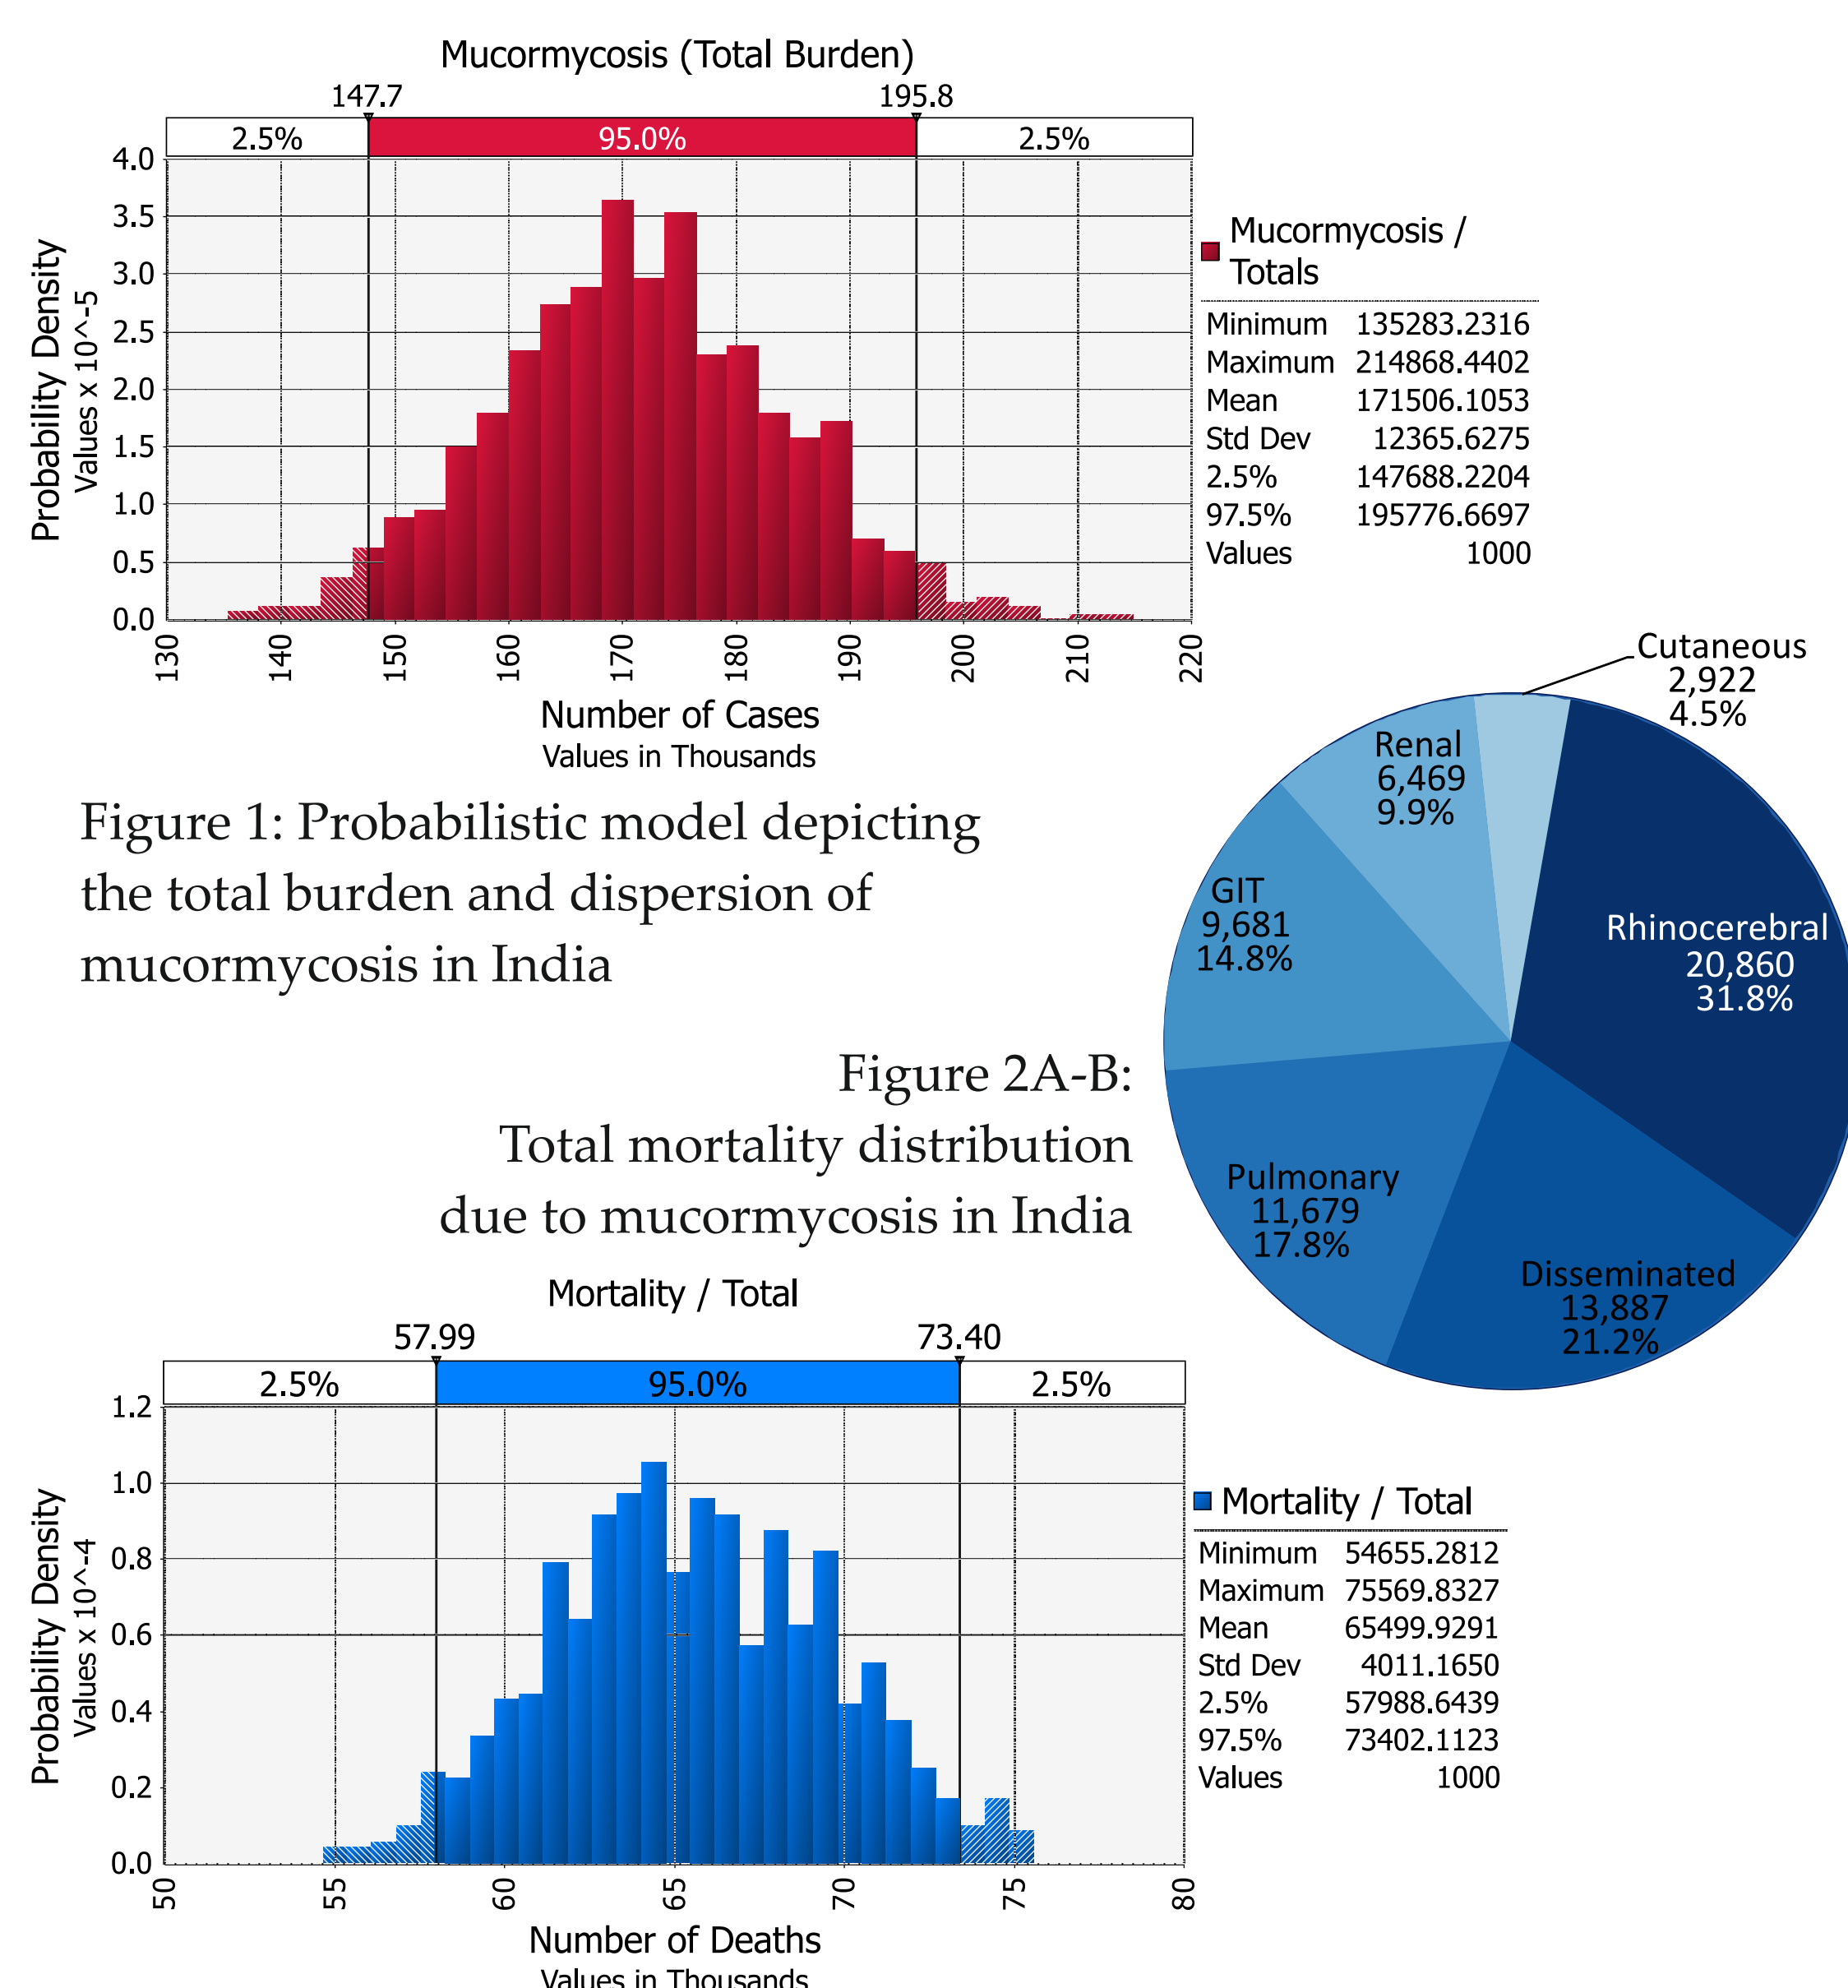 Mucormycosis (Total Burden)
147.7 195.8
2.5% 95.0% 2.5%
Probability Density
Values x 10^-5
4.0
3.5
3.0
2.5
2.0
1.5
1.0
0.5
0.0
130 140 150 160 170 180 190 200 210 220
Number of Cases
Values in Thousands
Mucormycosis /
Totals
Minimum 135283.2316
Maximum 214868.4402
Mean 171506.1053
Std Dev 12365.6275
2.5% 147688.2204
97.5% 195776.6697
Values 1000
Figure 1: Probabilistic model depicting
the total burden and dispersion of
mucormycosis in India
Cutaneous
2,922
4.5%
Renal
6,469
9.9%
GIT
9,681
14.8%
Rhinocerebral
20,860
31.8%
Pulmonary
11,679
17.8%
Disseminated
13,887
21.2%
Figure 2A-B:
Total mortality distribution
due to mucormycosis in India
Mortality / Total
57.99 73.40
2.5% 95.0% 2.5%
Probability Density
Values x 10^-4
1.2
1.0
0.8
0.6
0.4
0.2
0.0
50 55 60 65 70 75 80
Number of Deaths
Values in Thousands
Mortality / Total
Minimum 54655.2812
Maximum 75569.8327
Mean 65499.9291
Std Dev 4011.1650
2.5% 57988.6439
97.5% 73402.1123
Values 1000